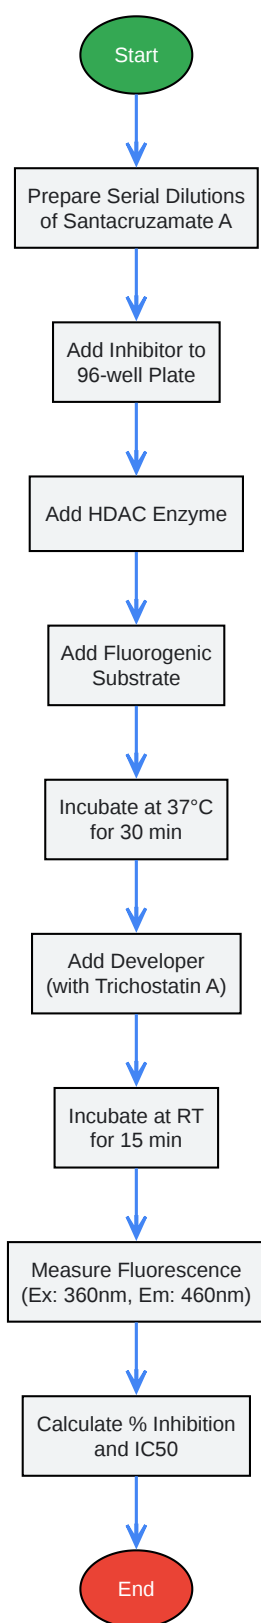 Start
Prepare Serial Dilutions
of Santacruzamate A
Add Inhibitor to
96-well Plate
Add HDAC Enzyme
Add Fluorogenic
Substrate
Incubate at 37°C
for 30 min
Add Developer
(with Trichostatin A)
Incubate at RT
for 15 min
Measure Fluorescence
(Ex: 360nm, Em: 460nm)
Calculate % Inhibition
and IC50
End